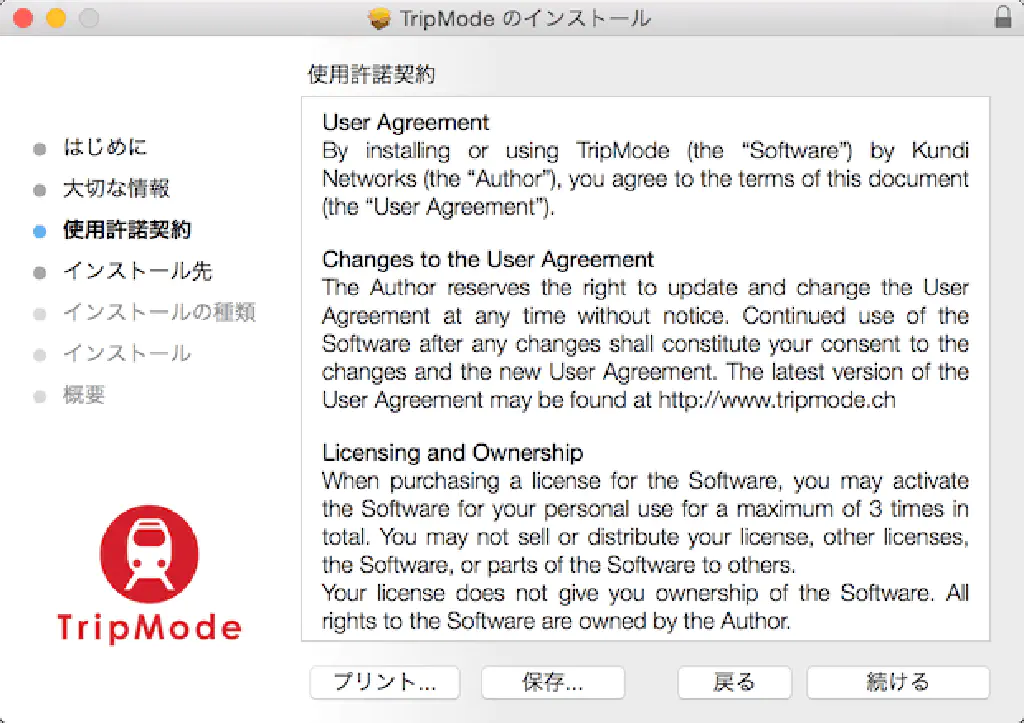 TripMode のインストール
使用許諾契約
はじめに
大切な情報
使用許諾契約
インストール先
インストールの種類
インストール
概要
TripMode
User Agreement
By installing or using TripMode (the “Software”) by Kundi
Networks (the “Author”), you agree to the terms of this document
(the “User Agreement”).
Changes to the User Agreement
The Author reserves the right to update and change the User
Agreement at any time without notice. Continued use of the
Software after any changes shall constitute your consent to the
changes and the new User Agreement. The latest version of the
User Agreement may be found at http://www.tripmode.ch
Licensing and Ownership
When purchasing a license for the Software, you may activate
the Software for your personal use for a maximum of 3 times in
total. You may not sell or distribute your license, other licenses,
the Software, or parts of the Software to others.
Your license does not give you ownership of the Software. All
rights to the Software are owned by the Author.
プリント...
保存...
戻る
続ける